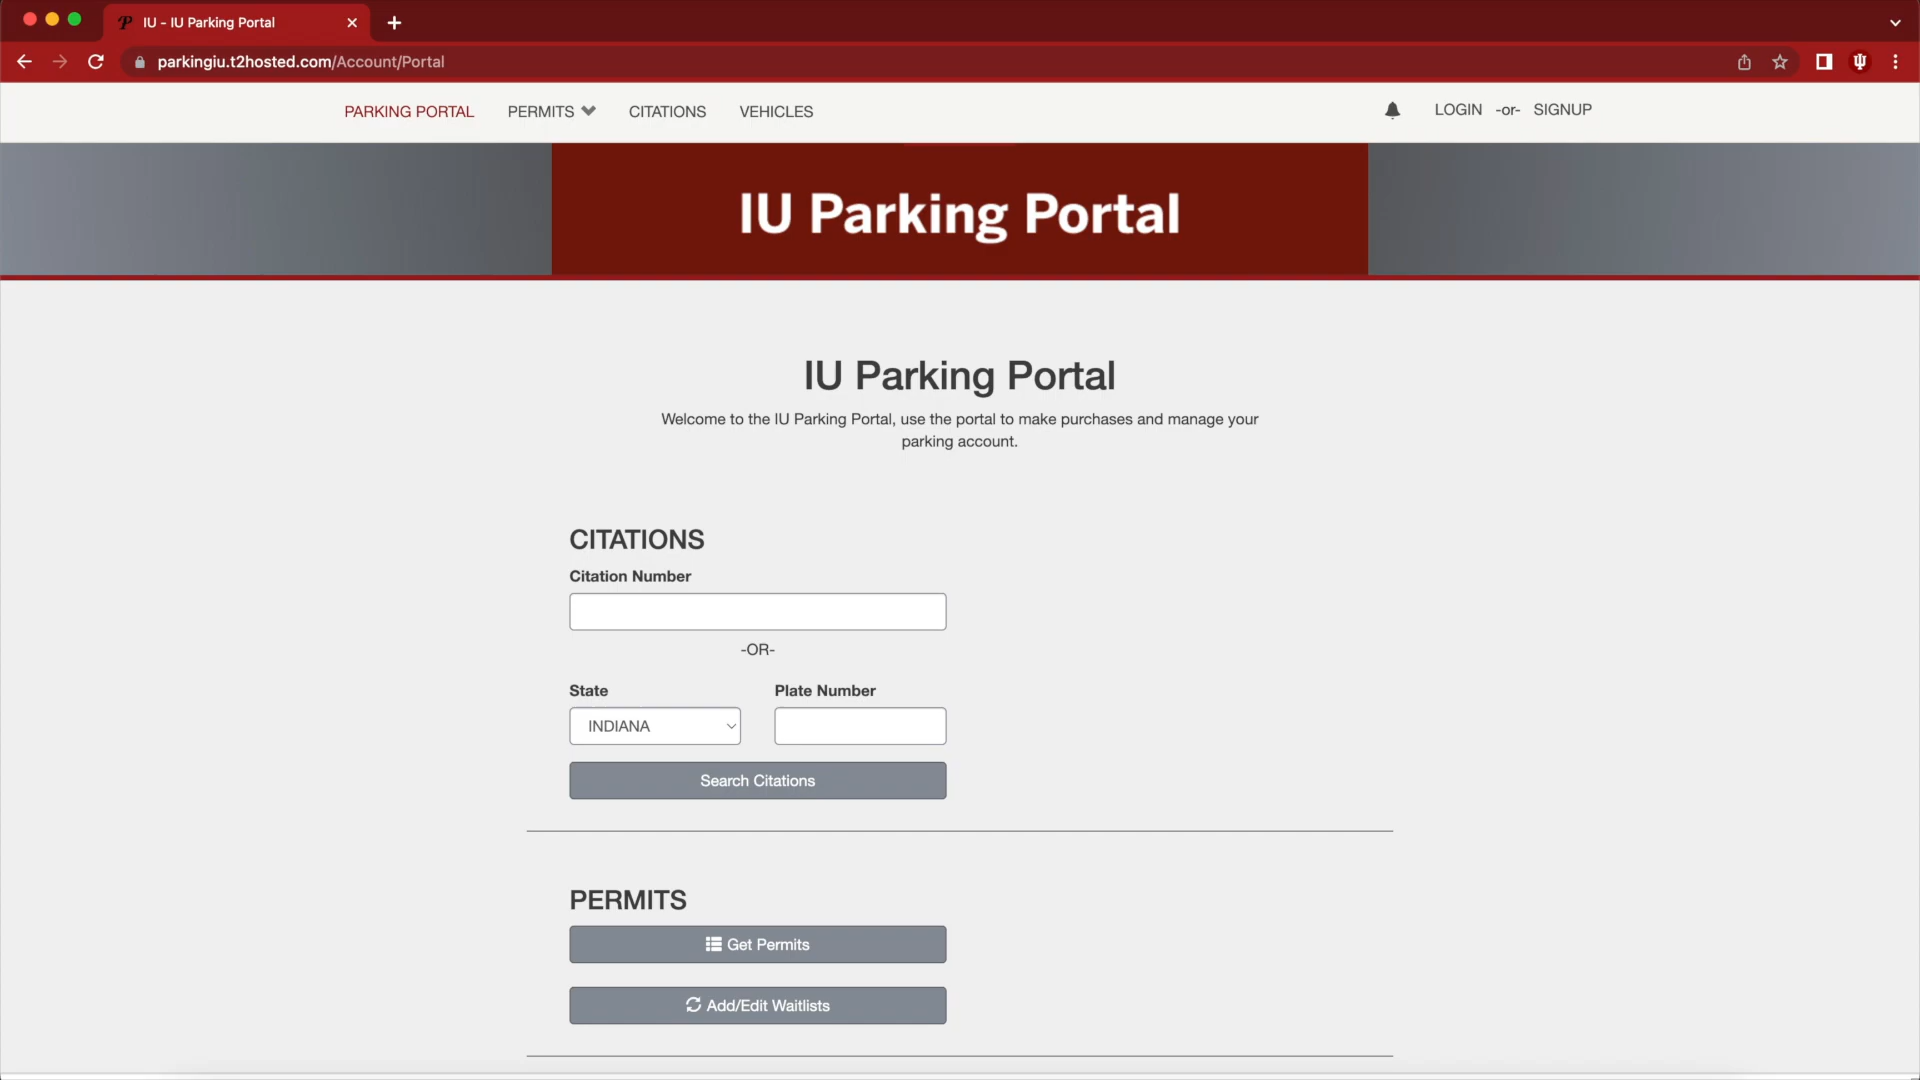 IU - IU Parking Portal
parkingiu.t2hosted.com/Account/Portal
PARKING PORTAL PERMITS CITATIONS VEHICLES LOGIN -or- SIGNUP
IU Parking Portal
IU Parking Portal
Welcome to the IU Parking Portal, use the portal to make purchases and manage your
parking account.
CITATIONS
Citation Number
-OR-
State Plate Number
INDIANA
Search Citations
PERMITS
Get Permits
Add/Edit Waitlists